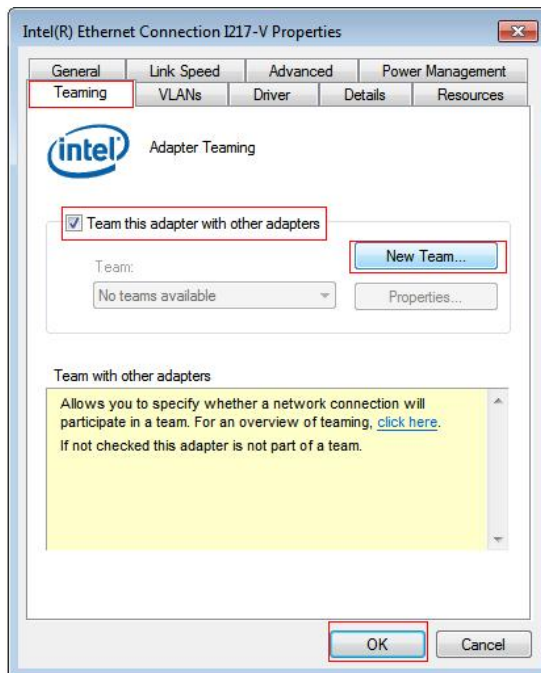 Intel(R) Ethernet Connection I217-V Properties
General Link Speed Advanced Power Management
Teaming VLANs Driver Details Resources
intel Adapter Teaming
Team this adapter with other adapters
New Team...
Team:
No teams available Properties...
Team with other adapters
Allows you to specify whether a network connection will
participate in a team. For an overview of teaming, click here.
If not checked this adapter is not part of a team.
OK Cancel